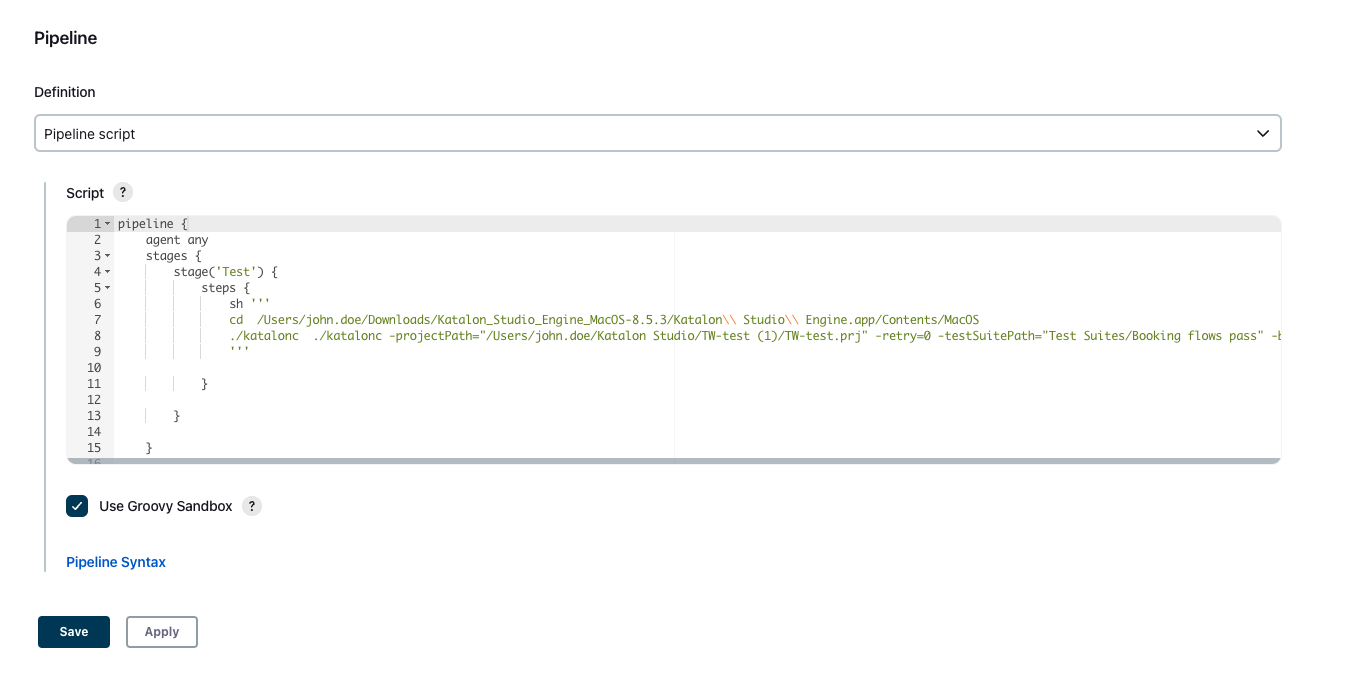 Pipeline
Definition
Pipeline script
Script ?
1 pipeline {
2 agent any
3 stages {
4 stage('Test') {
5 steps {
6 sh '''
7 cd  /Users/john.doe/Downloads/Katalon_Studio_Engine_MacOS-8.5.3/Katalon\\ Studio\\ Engine.app/Contents/MacOS
8 ./katalonc  ./katalonc -projectPath="/Users/john.doe/Katalon Studio/TW-test (1)/TW-test.prj" -retry=0 -testSuitePath="Test Suites/Booking flows pass" -b
9 '''
10
11 }
12
13 }
14
15 }
16
Use Groovy Sandbox ?
Pipeline Syntax
Save Apply